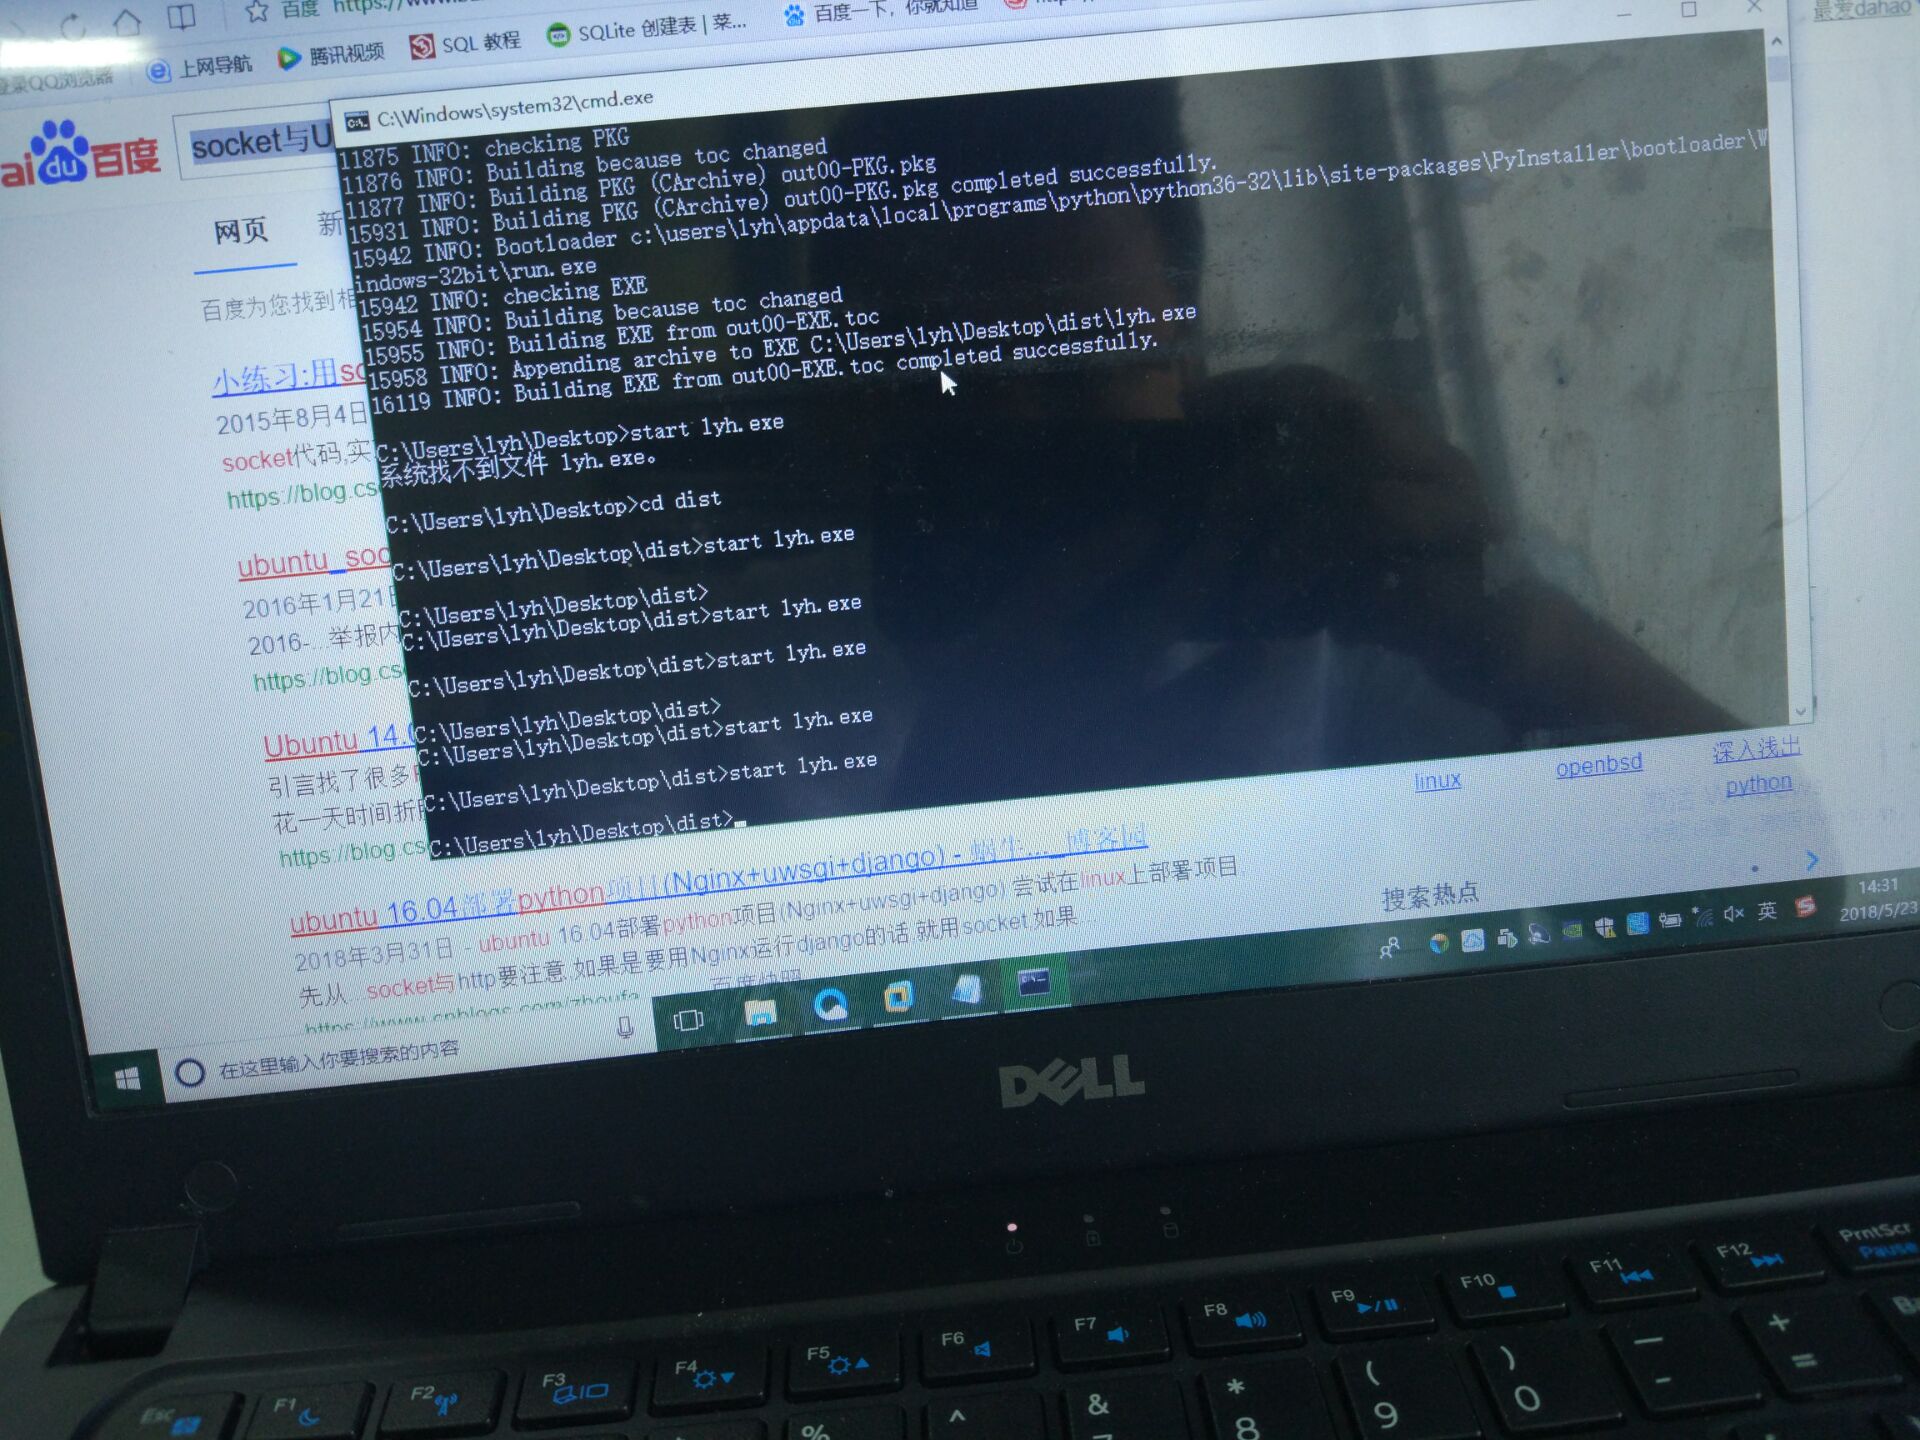 百度
上网导航
腾讯视频
SQL 教程
SQLite 创建表 | 菜...
百度一下，你就知道
最爱dahao
登录QQ浏览器
C:\Windows\system32\cmd.exe
百度
socket与U
网页
新
百度为您找到相
小练习:用so
2015年8月4日
socket代码,实
https://blog.cs
ubuntu_soc
2016年1月21日
2016-...举报内
https://blog.cs
Ubuntu 14.0
引言找了很多
花一天时间折
https://blog.cs
11875 INFO: checking PKG
11876 INFO: Building because toc changed
11877 INFO: Building PKG (CArchive) out00-PKG.pkg
15931 INFO: Building PKG (CArchive) out00-PKG.pkg completed successfully.
15942 INFO: Bootloader c:\users\lyh\appdata\local\programs\python\python36-32\lib\site-packages\PyInstaller\bootloader\W
indows-32bit\run.exe
15942 INFO: checking EXE
15954 INFO: Building because toc changed
15955 INFO: Building EXE from out00-EXE.toc
15958 INFO: Appending archive to EXE C:\Users\lyh\Desktop\dist\lyh.exe
16119 INFO: Building EXE from out00-EXE.toc completed successfully.
C:\Users\lyh\Desktop>start lyh.exe
系统找不到文件 lyh.exe。
C:\Users\lyh\Desktop>cd dist
C:\Users\lyh\Desktop\dist>start lyh.exe
C:\Users\lyh\Desktop\dist>
C:\Users\lyh\Desktop\dist>start lyh.exe
C:\Users\lyh\Desktop\dist>start lyh.exe
C:\Users\lyh\Desktop\dist>
C:\Users\lyh\Desktop\dist>start lyh.exe
C:\Users\lyh\Desktop\dist>start lyh.exe
C:\Users\lyh\Desktop\dist>
linux
openbsd
深入浅出
python
ubuntu 16.04部署python项目(Nginx+uwsgi+django) - 蜗牛..._博客园
2018年3月31日 - ubuntu 16.04部署python项目(Nginx+uwsgi+django) 尝试在linux上部署项目
先从...socket与http要注意.如果是要用Nginx运行django的话 就用socket,如果
百度快照
搜索热点
在这里输入你要搜索的内容
英
14:31
2018/5/23
DELL
Esc
F1
F2
F3
F4
F5
F6
F7
F8
F9
F10
F11
F12
PrntScr
Pause
%
^
&
7
*
8
(
9
)
0
—
-
+
=